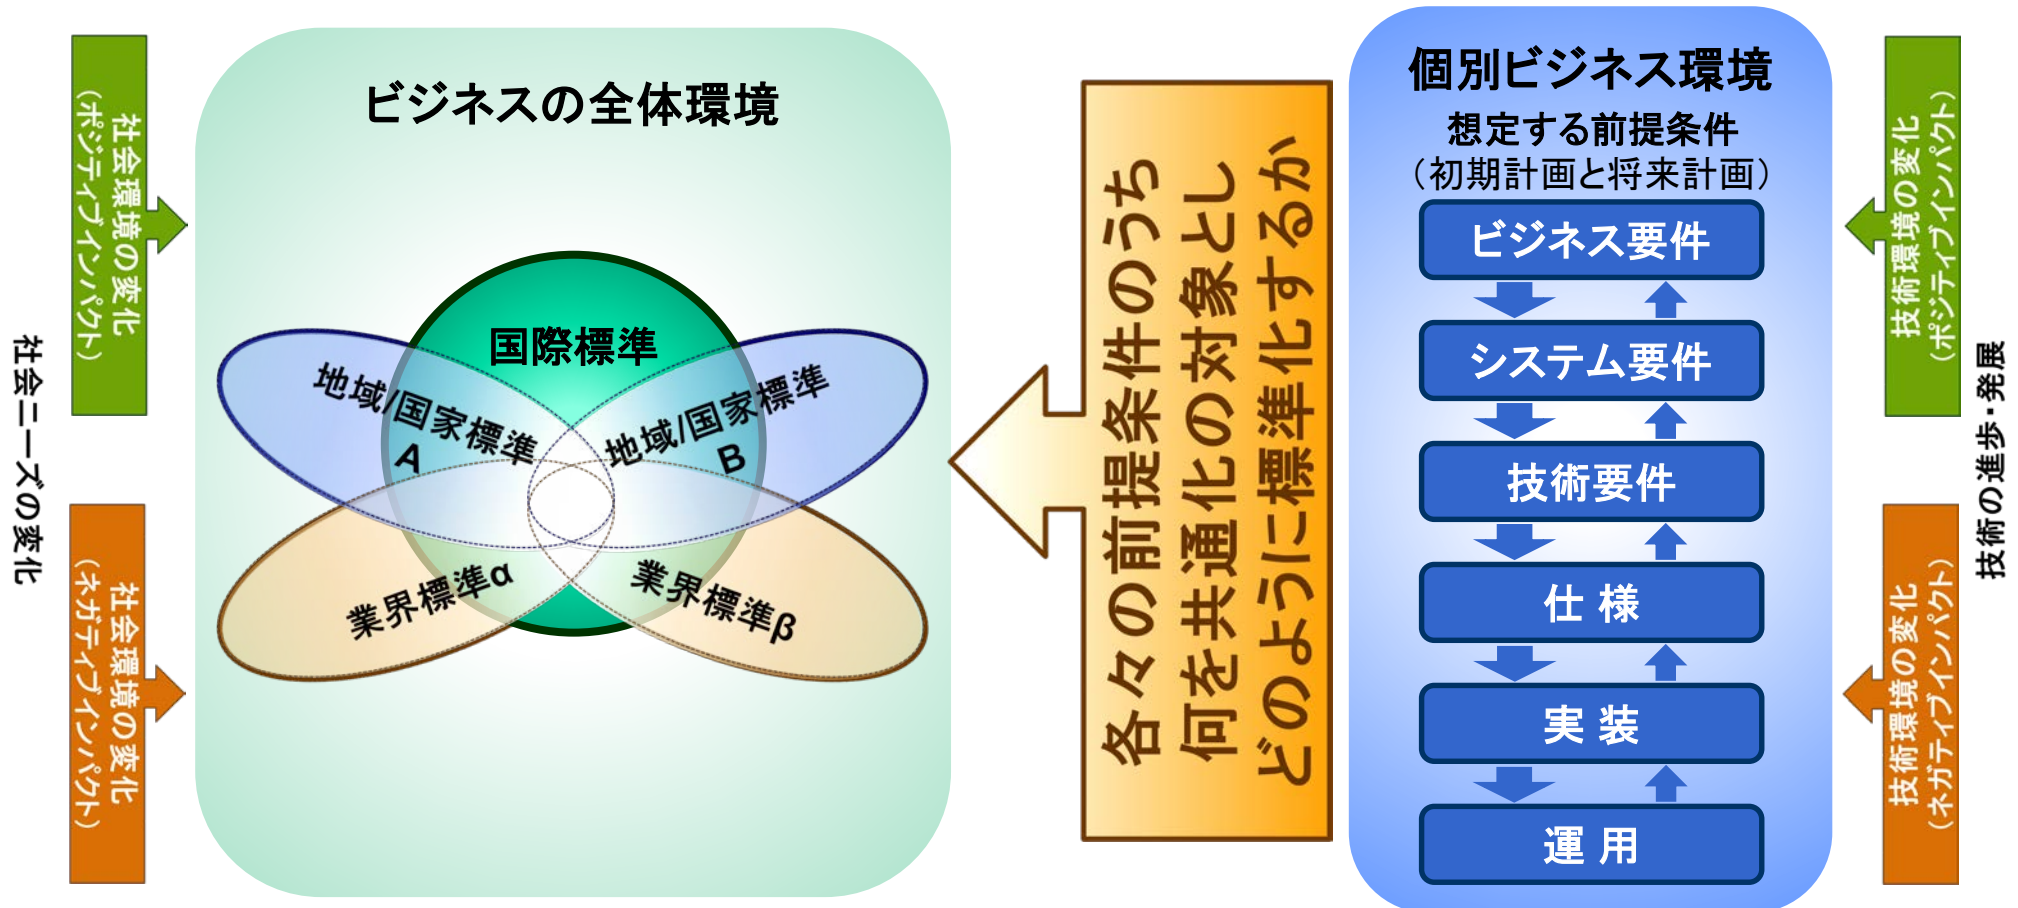 社会ニーズの変化
社会環境の変化
（ポジティブインパクト）
社会環境の変化
（ネガティブインパクト）
ビジネスの全体環境
国際標準
地域/国家標準
A
地域/国家標準
B
業界標準α
業界標準β
各々の前提条件のうち
何を共通化の対象とし
どのように標準化するか
個別ビジネス環境
想定する前提条件
（初期計画と将来計画）
ビジネス要件
システム要件
技術要件
仕 様
実 装
運 用
技術環境の変化
（ポジティブインパクト）
技術環境の変化
（ネガティブインパクト）
技術の進歩・発展